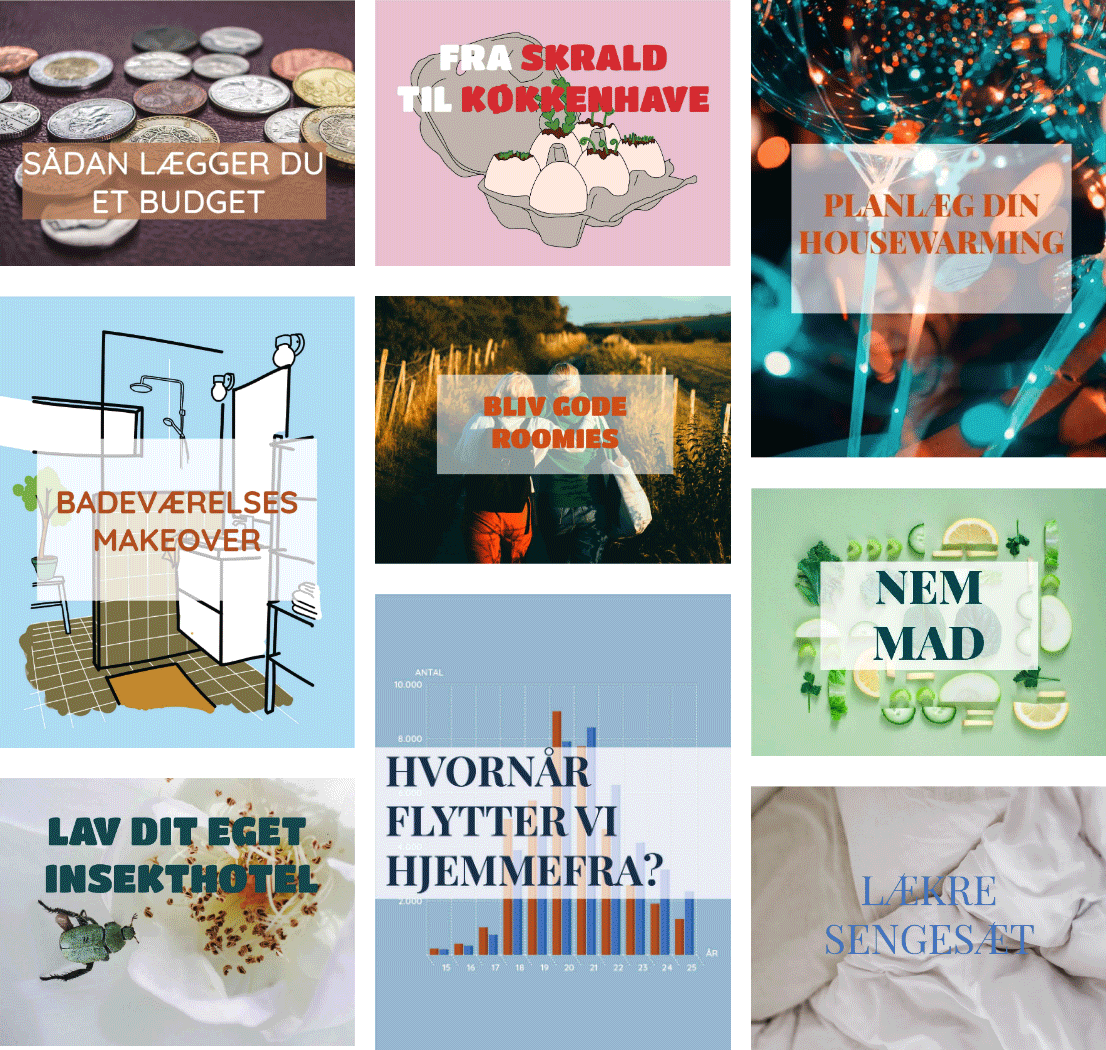 SÅDAN LÆGGER DU
ET BUDGET
FRA SKRALD
TIL KØKKENHAVE
PLANLÆG DIN
HOUSEWARMING
BADEVÆRELSES
MAKEOVER
BLIV GODE
ROOMIES
NEM
MAD
ANTAL
10.000
8.000
HVORNÅR
FLYTTER VI
HJEMMEFRA?
2.000
ÅR
15 16 17 18 19 20 21 22 23 24 25
LAV DIT EGET
INSEKTHOTEL
LÆKRE
SENGESÆT